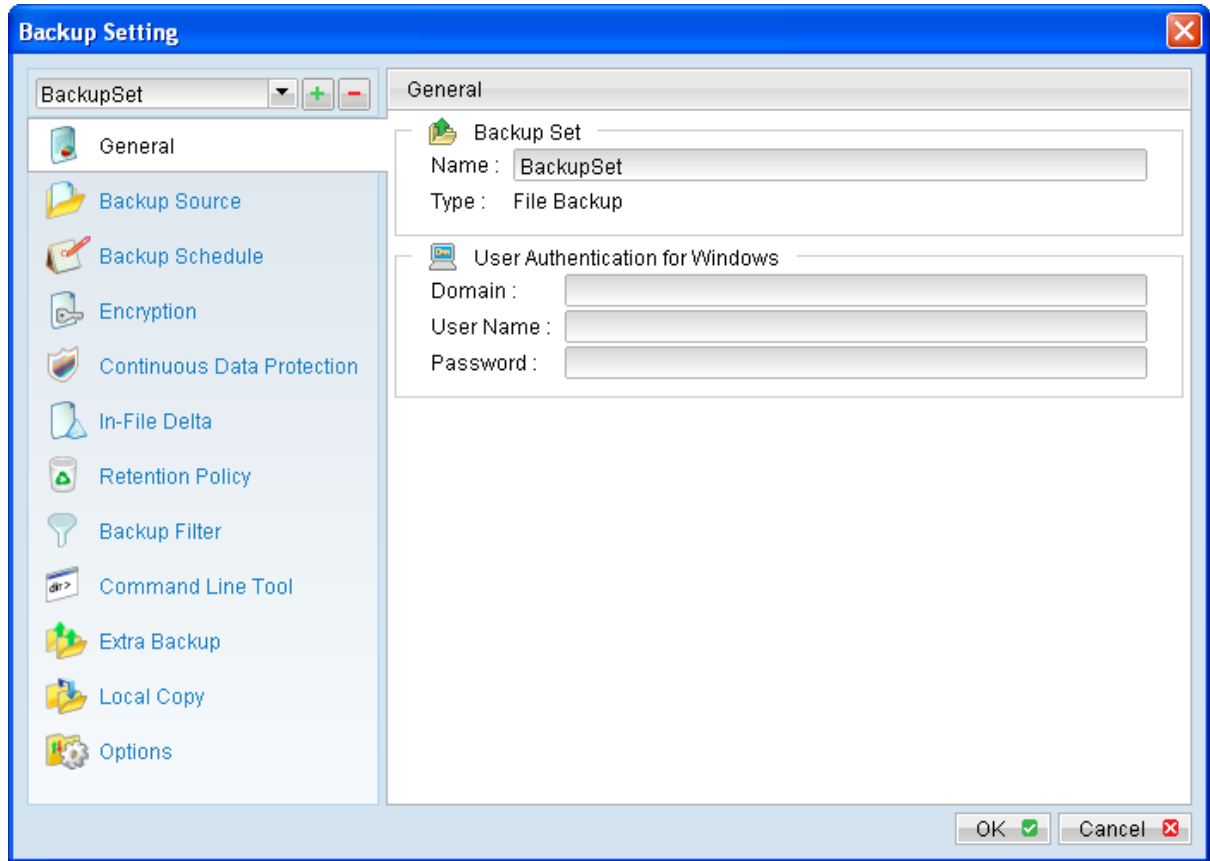 Backup Setting
BackupSet
General
Backup Source
Backup Schedule
Encryption
Continuous Data Protection
In-File Delta
Retention Policy
Backup Filter
dir>
Command Line Tool
Extra Backup
Local Copy
Options
General
Backup Set
Name : BackupSet
Type : File Backup
User Authentication for Windows
Domain :
User Name :
Password :
OK Cancel